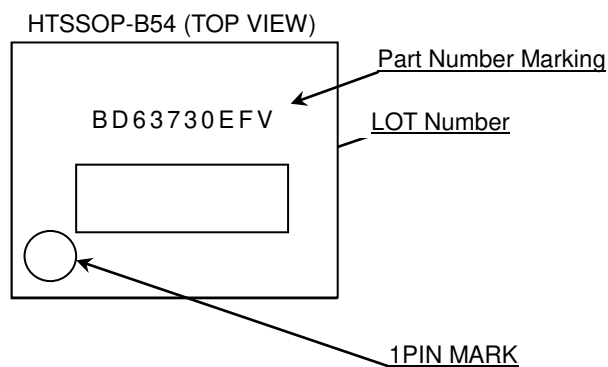 HTSSOP-B54 (TOP VIEW)
Part Number Marking
BD63730EFV
LOT Number
1PIN MARK